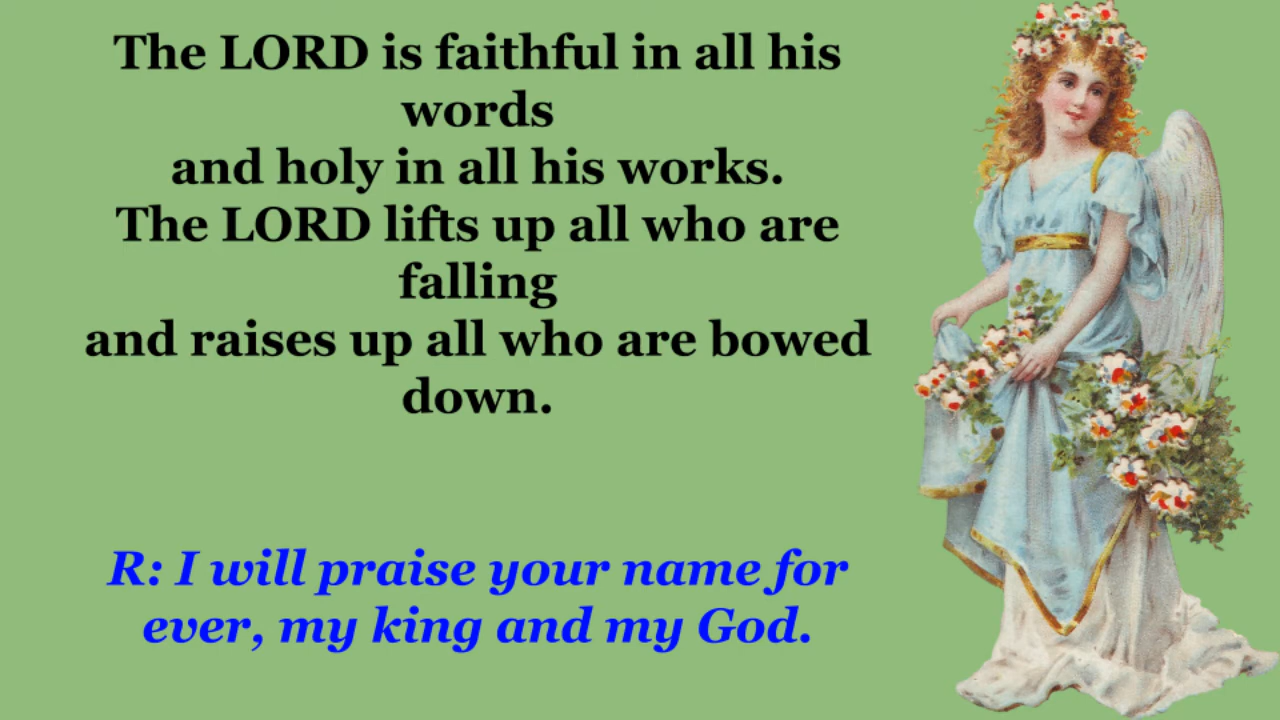 The LORD is faithful in all his
words
and holy in all his works.
The LORD lifts up all who are
falling
and raises up all who are bowed
down.
R: I will praise your name for
ever, my king and my God.